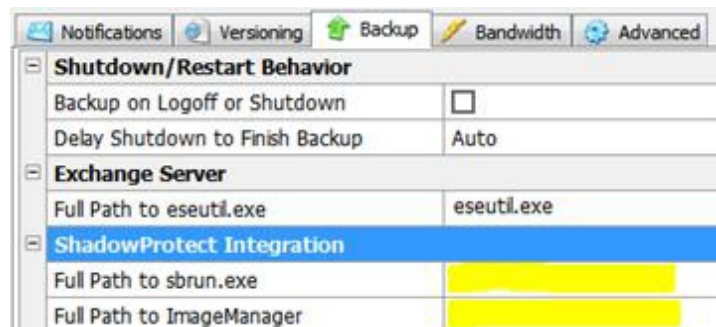 Notifications Versioning Backup Bandwidth Advanced
Shutdown/Restart Behavior
Backup on Logoff or Shutdown
Delay Shutdown to Finish Backup Auto
Exchange Server
Full Path to eseutil.exe eseutil.exe
ShadowProtect Integration
Full Path to sbrun.exe
Full Path to ImageManager